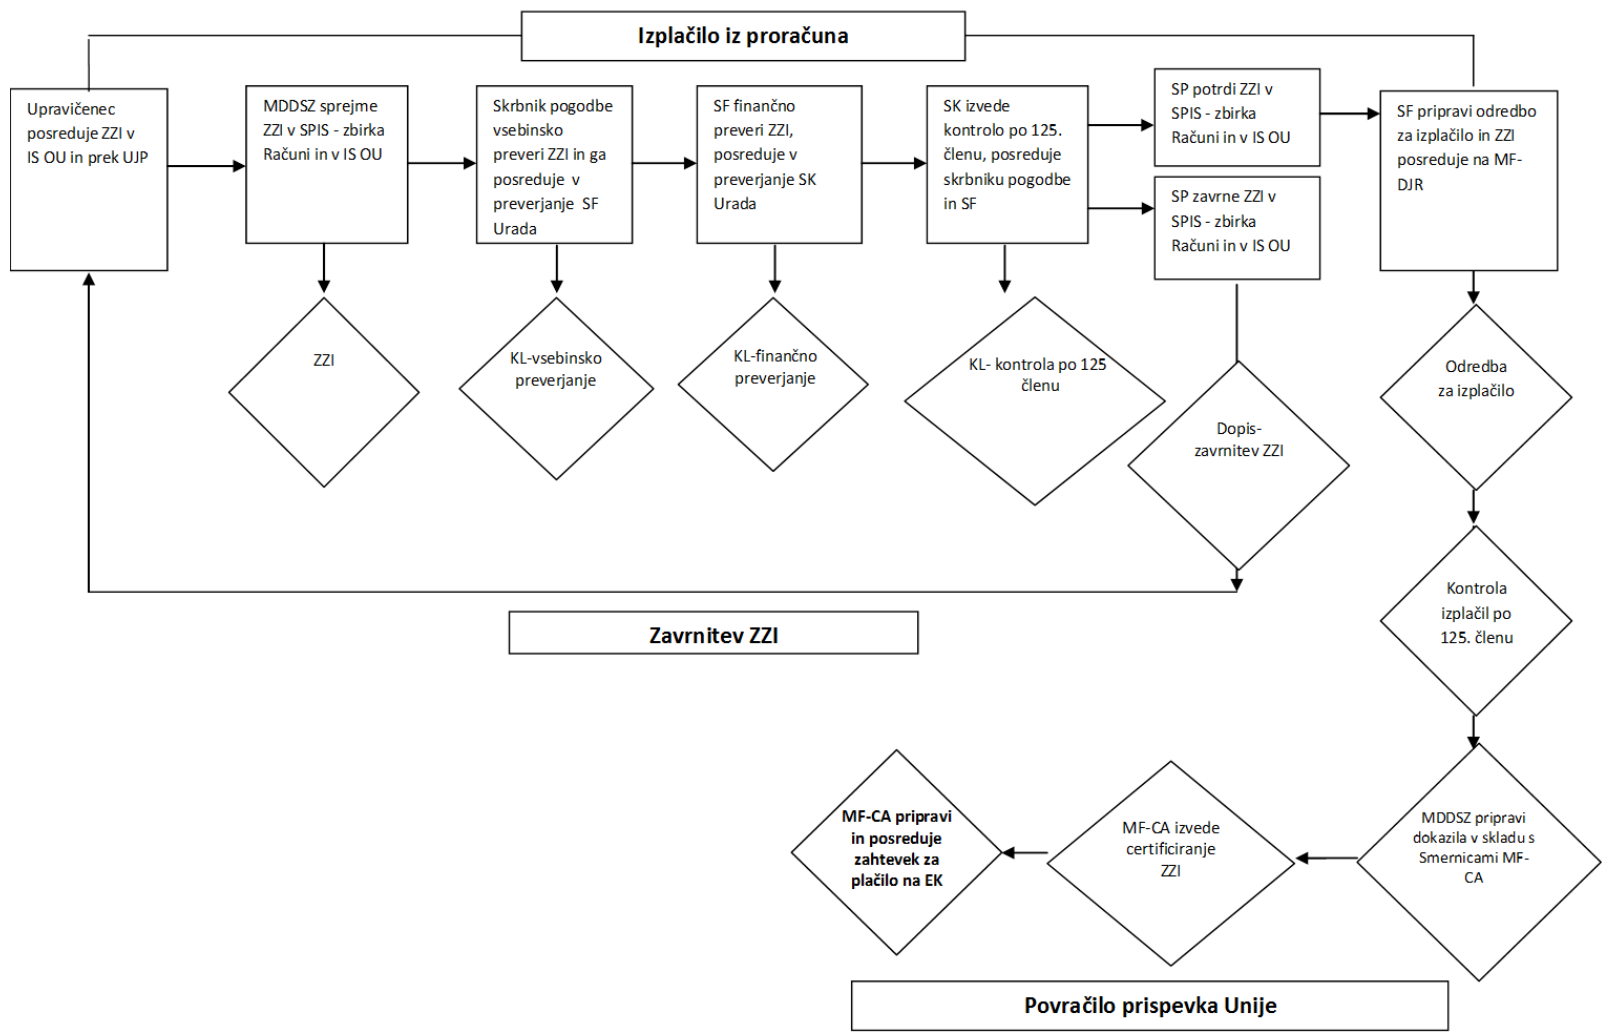 Izplačilo iz proračuna
Upravičenec
posreduje ZZI v
IS OU in prek UJP
MDDSZ sprejme
ZZI v SPIS - zbirka
Računi in v IS OU
Skrbnik pogodbe
vsebinsko
preveri ZZI in ga
posreduje v
preverjanje SF
Urada
SF finančno
preveri ZZI,
posreduje v
preverjanje SK
Urada
SK izvede
kontrolo po 125.
členu, posreduje
skrbniku pogodbe
in SF
SP potrdi ZZI v
SPIS - zbirka
Računi in v IS OU
SP zavrne ZZI v
SPIS - zbirka
Računi in v IS OU
SF pripravi odredbo
za izplačilo in ZZI
posreduje na MF-
DJR
ZZI
KL-vsebinsko
preverjanje
KL-finančno
preverjanje
KL- kontrola po 125
členu
Dopis-
zavrnitev ZZI
Odredba
za izplačilo
Kontrola
izplačil po
125. členu
Zavrnitev ZZI
MF-CA pripravi
in posreduje
zahtevek za
plačilo na EK
MF-CA izvede
certificiranje
ZZI
MDDSZ pripravi
dokazila v skladu s
Smernicami MF-
CA
Povračilo prispevka Unije